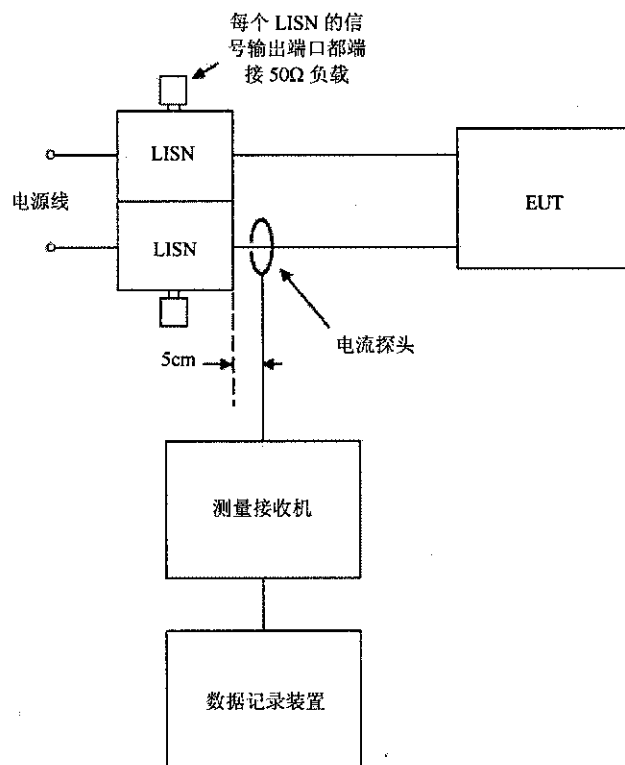 每个 LISN 的信
号输出端口都端
接 50Ω 负载
LISN
电源线
LISN
EUT
电流探头
5cm
测量接收机
数据记录装置